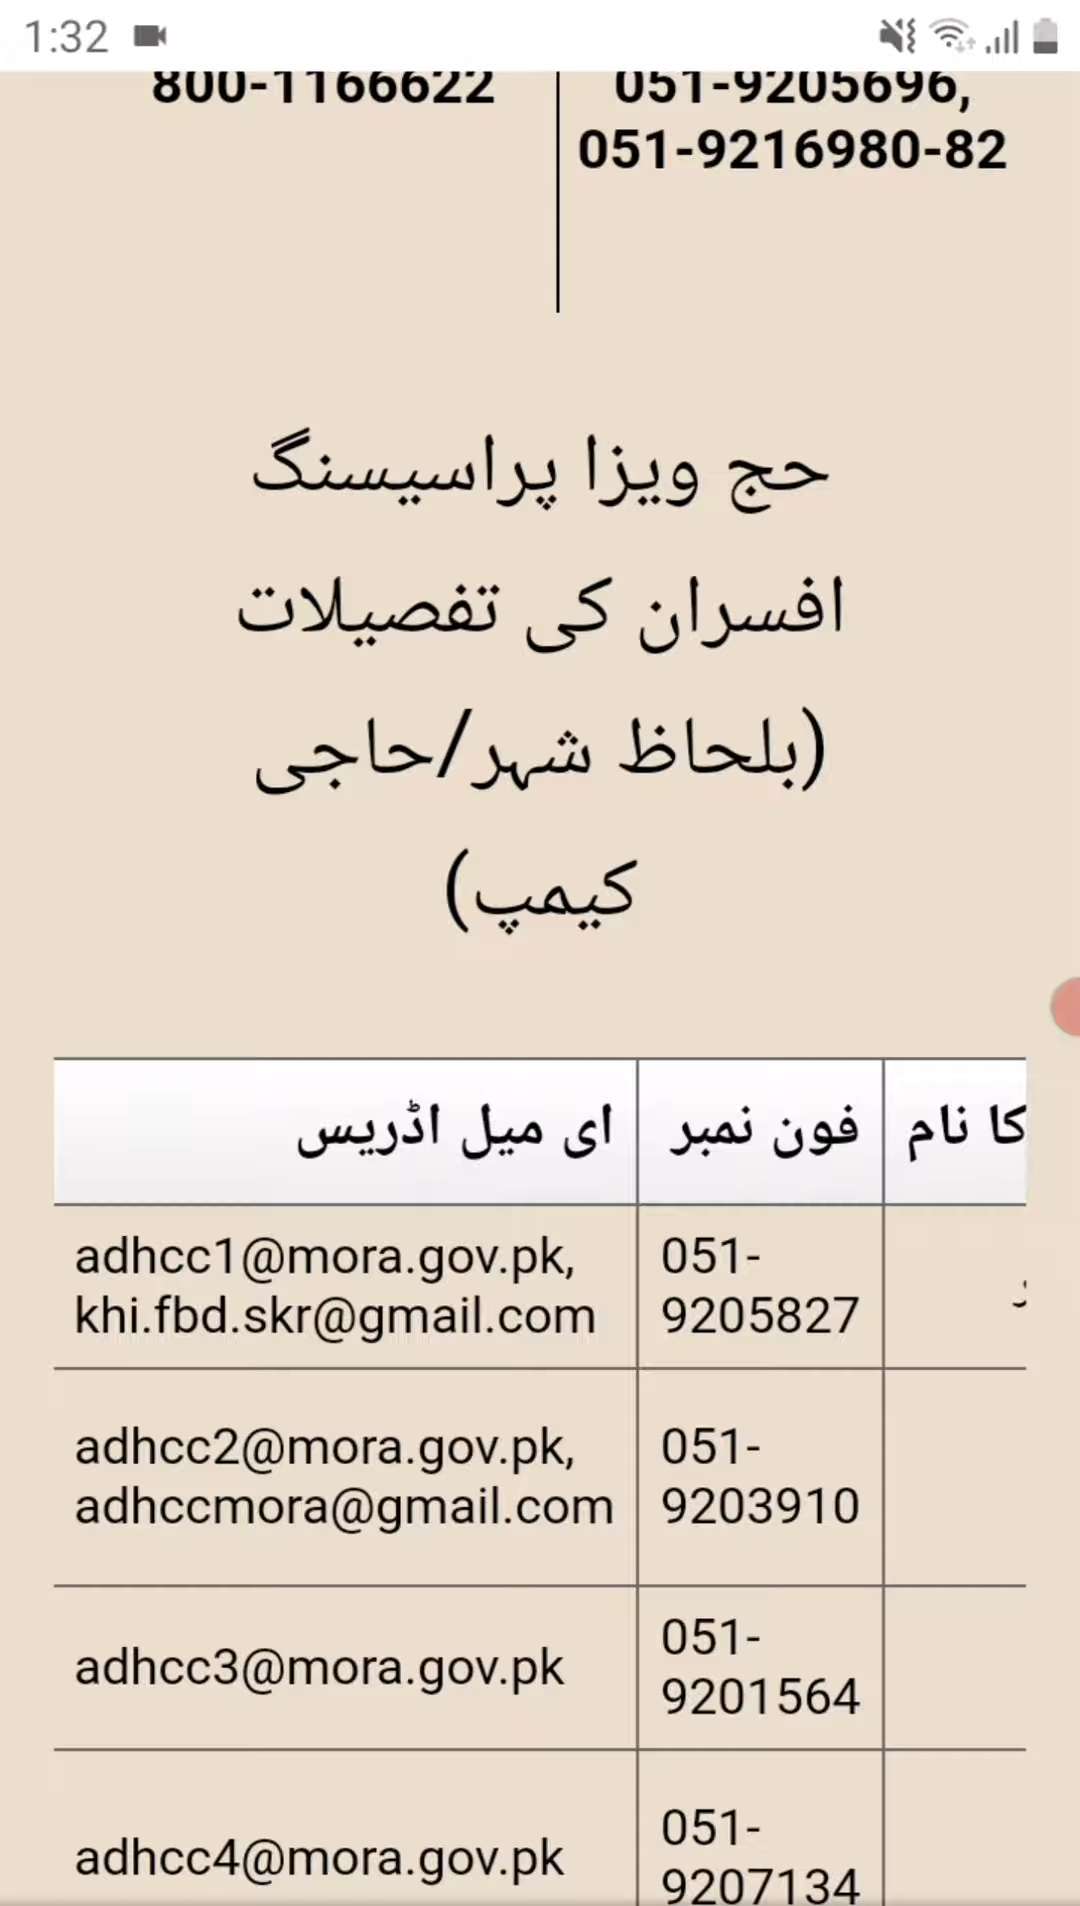 1:32
800-1166622
051-9205696,
051-9216980-82
حج ویزا پراسیسنگ
افسران کی تفصیلات
(بلحاظ شہر/حاجی
کیمپ)
کا نام
فون نمبر
ای میل اڈریس
051-
9205827
adhcc1@mora.gov.pk,
khi.fbd.skr@gmail.com
051-
9203910
adhcc2@mora.gov.pk,
adhccmora@gmail.com
051-
9201564
adhcc3@mora.gov.pk
051-
9207134
adhcc4@mora.gov.pk